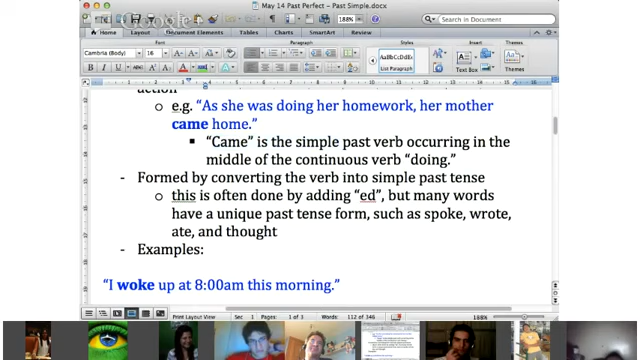 May 14 Past Perfect - Past Simple.docx
Google
188%
Search in Document
Home Layout Document Elements Tables Charts SmartArt Review
Font Paragraph Styles Insert Themes
Cambria (Body) 16
AaBbCcDdEe
List Paragraph Text Box Themes
action
o e.g. “As she was doing her homework, her mother
came home.”
▪ “Came” is the simple past verb occurring in the
middle of the continuous verb “doing.”
- Formed by converting the verb into simple past tense
o this is often done by adding “ed”, but many words
have a unique past tense form, such as spoke, wrote,
ate, and thought
- Examples:
“I woke up at 8:00am this morning.”
Print Layout View Sec 1 Pages: 1 of 3 Words: 112 of 346 188%